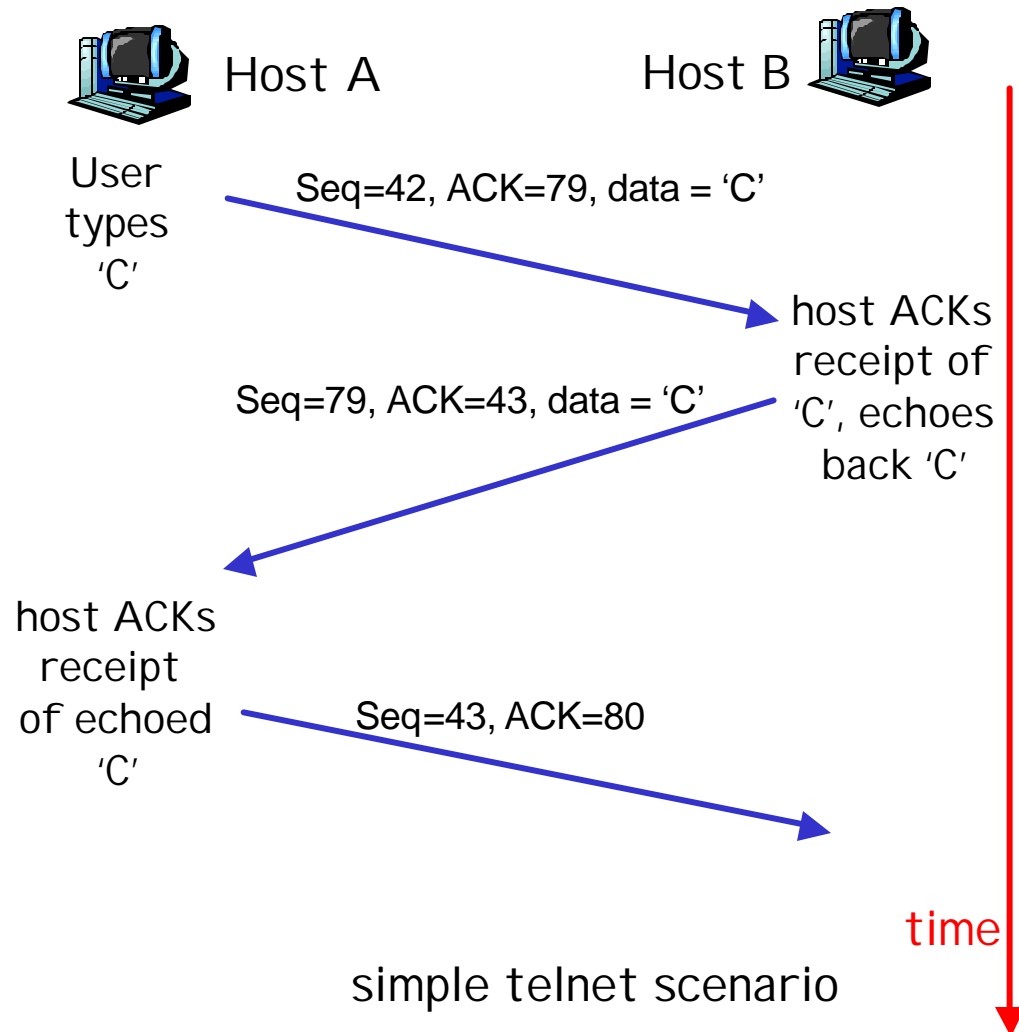 Host A
Host B
User
types
‘C’
Seq=42, ACK=79, data = ‘C’
host ACKs
receipt of
‘C’, echoes
back ‘C’
Seq=79, ACK=43, data = ‘C’
host ACKs
receipt
of echoed
‘C’
Seq=43, ACK=80
time
simple telnet scenario